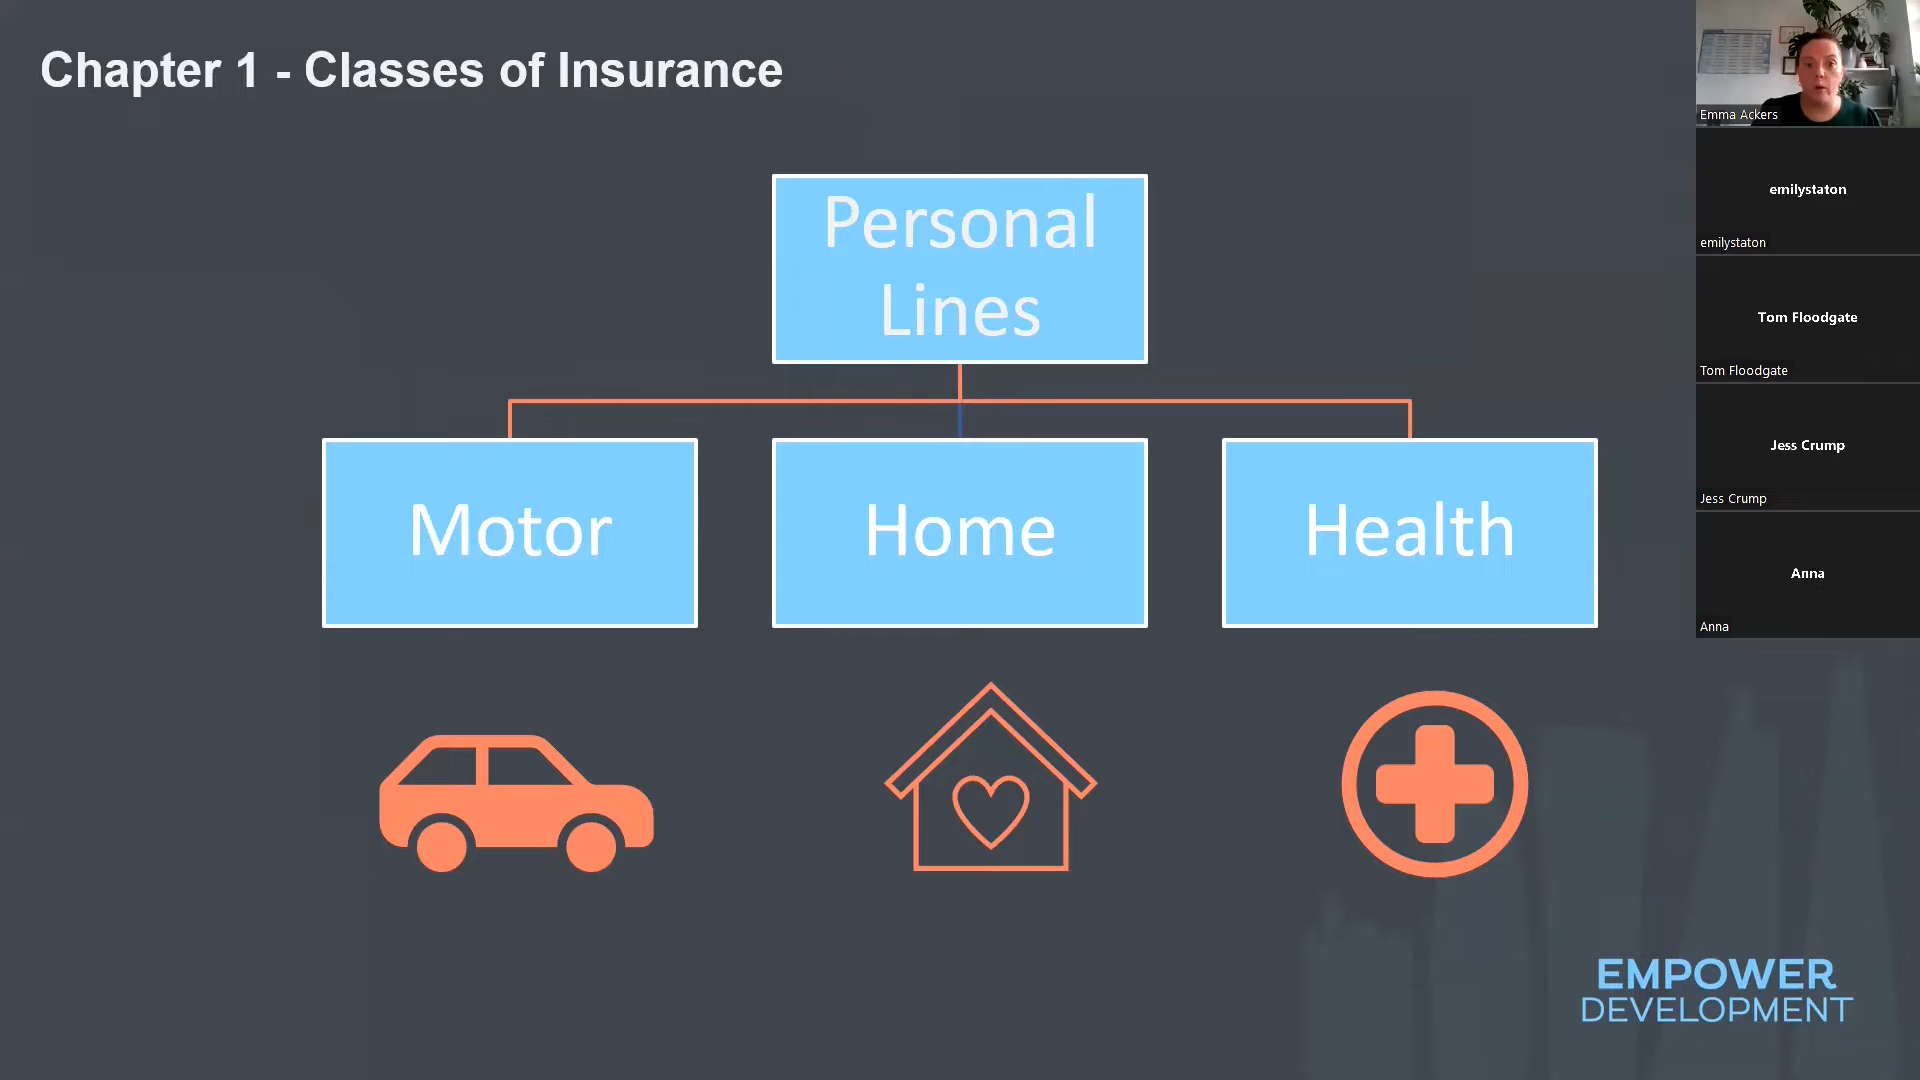 Chapter 1 - Classes of Insurance
Personal
Lines
Motor
Home
Health
EMPOWER
DEVELOPMENT
Emma Ackers
emilystaton
emilystaton
Tom Floodgate
Tom Floodgate
Jess Crump
Jess Crump
Anna
Anna